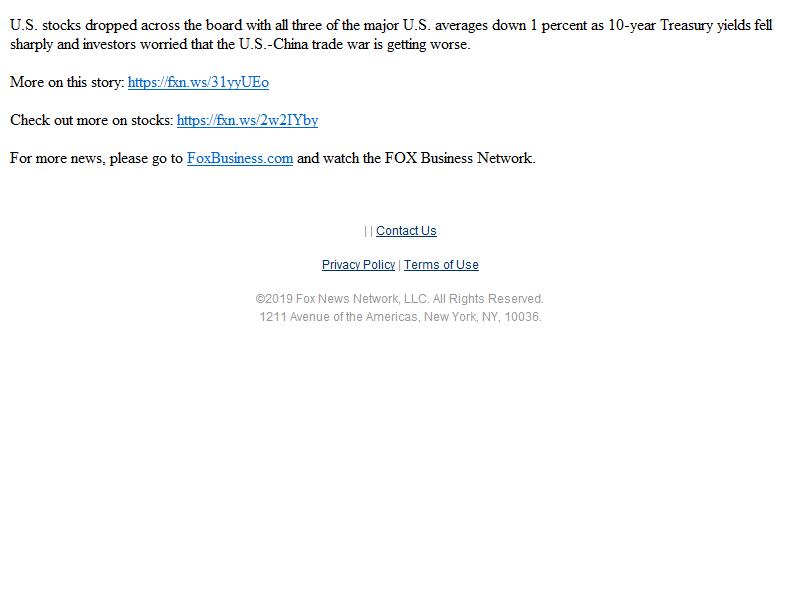 U.S. stocks dropped across the board with all three of the major U.S. averages down 1 percent as 10-year Treasury yields fell
sharply and investors worried that the U.S.-China trade war is getting worse.
More on this story: https://fxn.ws/31yyUEo
Check out more on stocks: https://fxn.ws/2w2IYby
For more news, please go to FoxBusiness.com and watch the FOX Business Network.
| | Contact Us
Privacy Policy | Terms of Use
©2019 Fox News Network, LLC. All Rights Reserved.
1211 Avenue of the Americas, New York, NY, 10036.